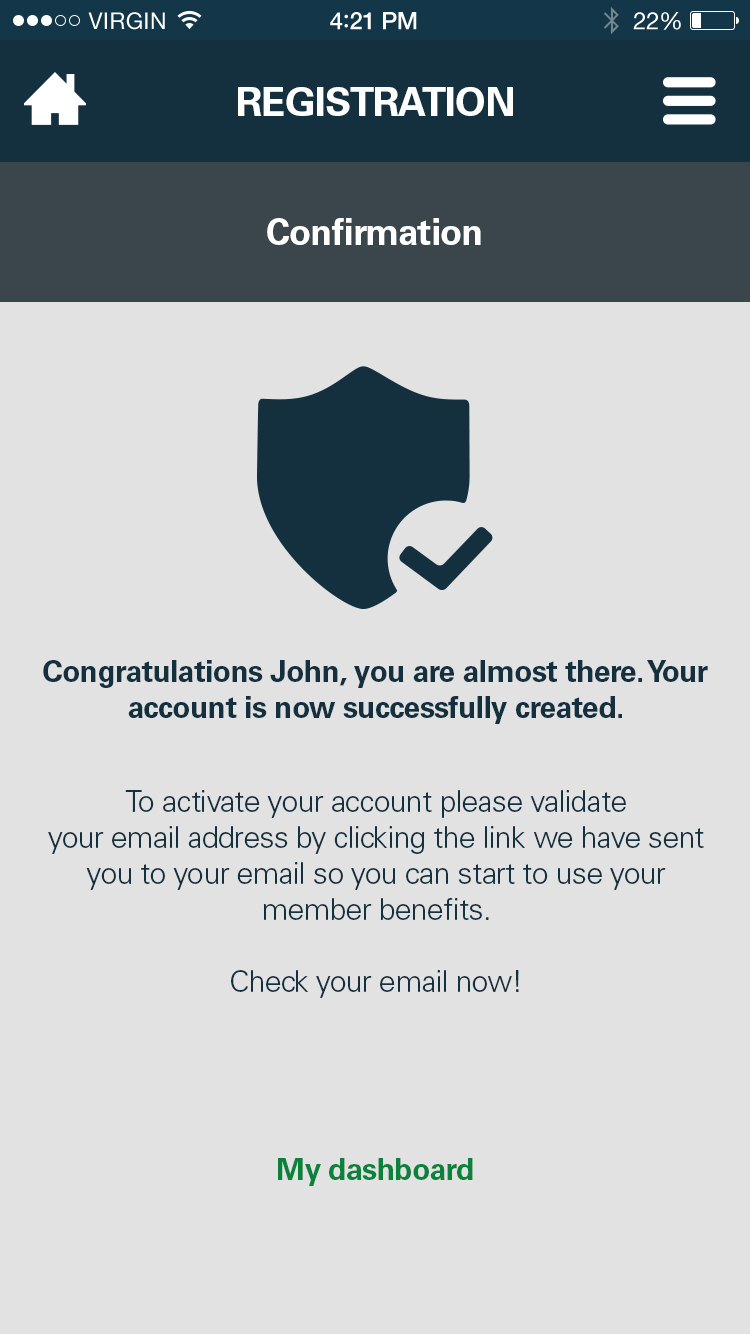 VIRGIN 4:21 PM 22%
REGISTRATION
Confirmation
Congratulations John, you are almost there. Your
account is now successfully created.
To activate your account please validate
your email address by clicking the link we have sent
you to your email so you can start to use your
member benefits.
Check your email now!
My dashboard